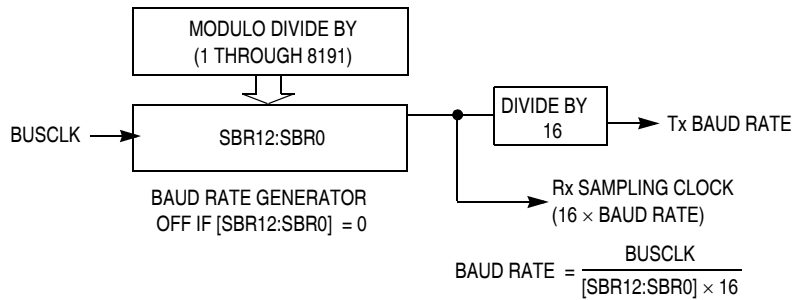 MODULO DIVIDE BY
(1 THROUGH 8191)
BUSCLK
SBR12:SBR0
DIVIDE BY
16
Tx BAUD RATE
BAUD RATE GENERATOR
OFF IF [SBR12:SBR0] = 0
Rx SAMPLING CLOCK
(16 × BAUD RATE)
BAUD RATE =
BUSCLK
[SBR12:SBR0] × 16